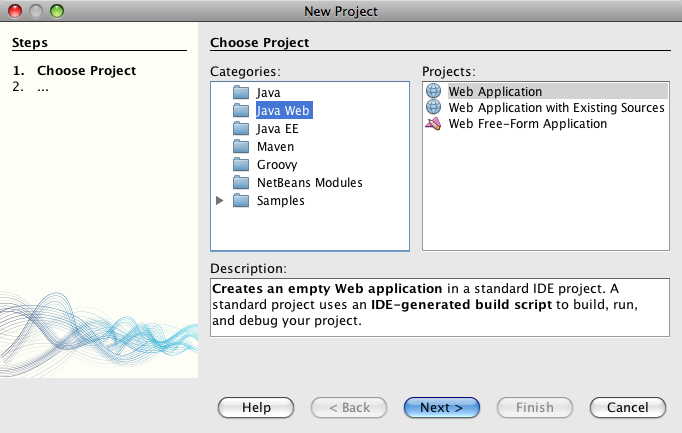 New Project
Steps
1. Choose Project
2. ...
Choose Project
Categories:
Java
Java Web
Java EE
Maven
Groovy
NetBeans Modules
Samples
Projects:
Web Application
Web Application with Existing Sources
Web Free-Form Application
Description:
Creates an empty Web application in a standard IDE project. A
standard project uses an IDE-generated build script to build, run,
and debug your project.
Help
< Back
Next >
Finish
Cancel